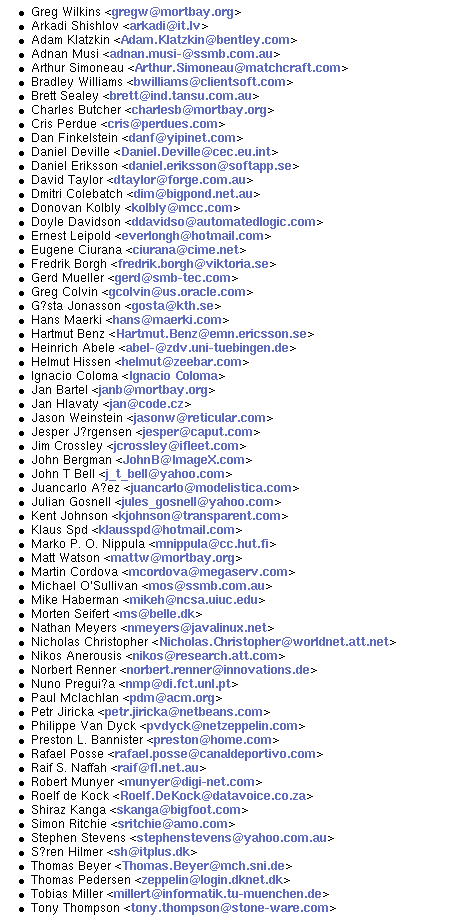 Greg Wilkins <gregw@mortbay.org>
Arkadi Shishlov <arkadi@it.lv>
Adam Klatzkin <Adam.Klatzkin@bentley.com>
Adnan Musi <adnan.musi-@ssmb.com.au>
Arthur Simoneau <Arthur.Simoneau@matchcraft.com>
Bradley Williams <bwilliams@clientsoft.com>
Brett Sealey <brett@ind.tansu.com.au>
Charles Butcher <charlesb@mortbay.org>
Cris Perdue <cris@perdues.com>
Dan Finkelstein <danf@yipinet.com>
Daniel Deville <Daniel.Deville@cec.eu.int>
Daniel Eriksson <daniel.eriksson@softapp.se>
David Taylor <dtaylor@forge.com.au>
Dmitri Colebatch <dim@bigpond.net.au>
Donovan Kolbly <kolbly@mcc.com>
Doyle Davidson <ddavidso@automatedlogic.com>
Ernest Leipold <everlongh@hotmail.com>
Eugene Ciurana <ciurana@cime.net>
Fredrik Borgh <fredrik.borgh@viktoria.se>
Gerd Mueller <gerd@smb-tec.com>
Greg Colvin <gcolvin@us.oracle.com>
G?sta Jonasson <gosta@kth.se>
Hans Maerki <hans@maerki.com>
Hartmut Benz <Hartmut.Benz@emn.ericsson.se>
Heinrich Abele <abel-@zdv.uni-tuebingen.de>
Helmut Hissen <helmut@zeebar.com>
Ignacio Coloma <Ignacio Coloma>
Jan Bartel <janb@mortbay.org>
Jan Hlavaty <jan@code.cz>
Jason Weinstein <jasonw@reticular.com>
Jesper J?rgensen <jesper@caput.com>
Jim Crossley <jcrossley@ifleet.com>
John Bergman <JohnB@ImageX.com>
John T Bell <j_t_bell@yahoo.com>
Juancarlo A?ez <juancarlo@modelistica.com>
Julian Gosnell <jules_gosnell@yahoo.com>
Kent Johnson <kjohnson@transparent.com>
Klaus Spd <klausspd@hotmail.com>
Marko P. O. Nippula <mnippula@cc.hut.fi>
Matt Watson <mattw@mortbay.org>
Martin Cordova <mcordova@megaserv.com>
Michael O'Sullivan <mos@ssmb.com.au>
Mike Haberman <mikeh@ncsa.uiuc.edu>
Morten Seifert <ms@belle.dk>
Nathan Meyers <nmeyers@javalinux.net>
Nicholas Christopher <Nicholas.Christopher@worldnet.att.net>
Nikos Anerousis <nikos@research.att.com>
Norbert Renner <norbert.renner@innovations.de>
Nuno Pregui?a <nmp@di.fct.unl.pt>
Paul Mclachlan <pdm@acm.org>
Petr Jiricka <petr.jiricka@netbeans.com>
Philippe Van Dyck <pvdyck@netzeppelin.com>
Preston L. Bannister <preston@home.com>
Rafael Posse <rafael.posse@canaldeportivo.com>
Raif S. Naffah <raif@fl.net.au>
Robert Munyer <munyer@digi-net.com>
Roelf de Kock <Roelf.DeKock@datavoice.co.za>
Shiraz Kanga <skanga@bigfoot.com>
Simon Ritchie <sritchie@amo.com>
Stephen Stevens <stephenstevens@yahoo.com.au>
S?ren Hilmer <sh@itplus.dk>
Thomas Beyer <Thomas.Beyer@mch.sni.de>
Thomas Pedersen <zeppelin@login.dknet.dk>
Tobias Miller <millert@informatik.tu-muenchen.de>
Tony Thompson <tony.thompson@stone-ware.com>